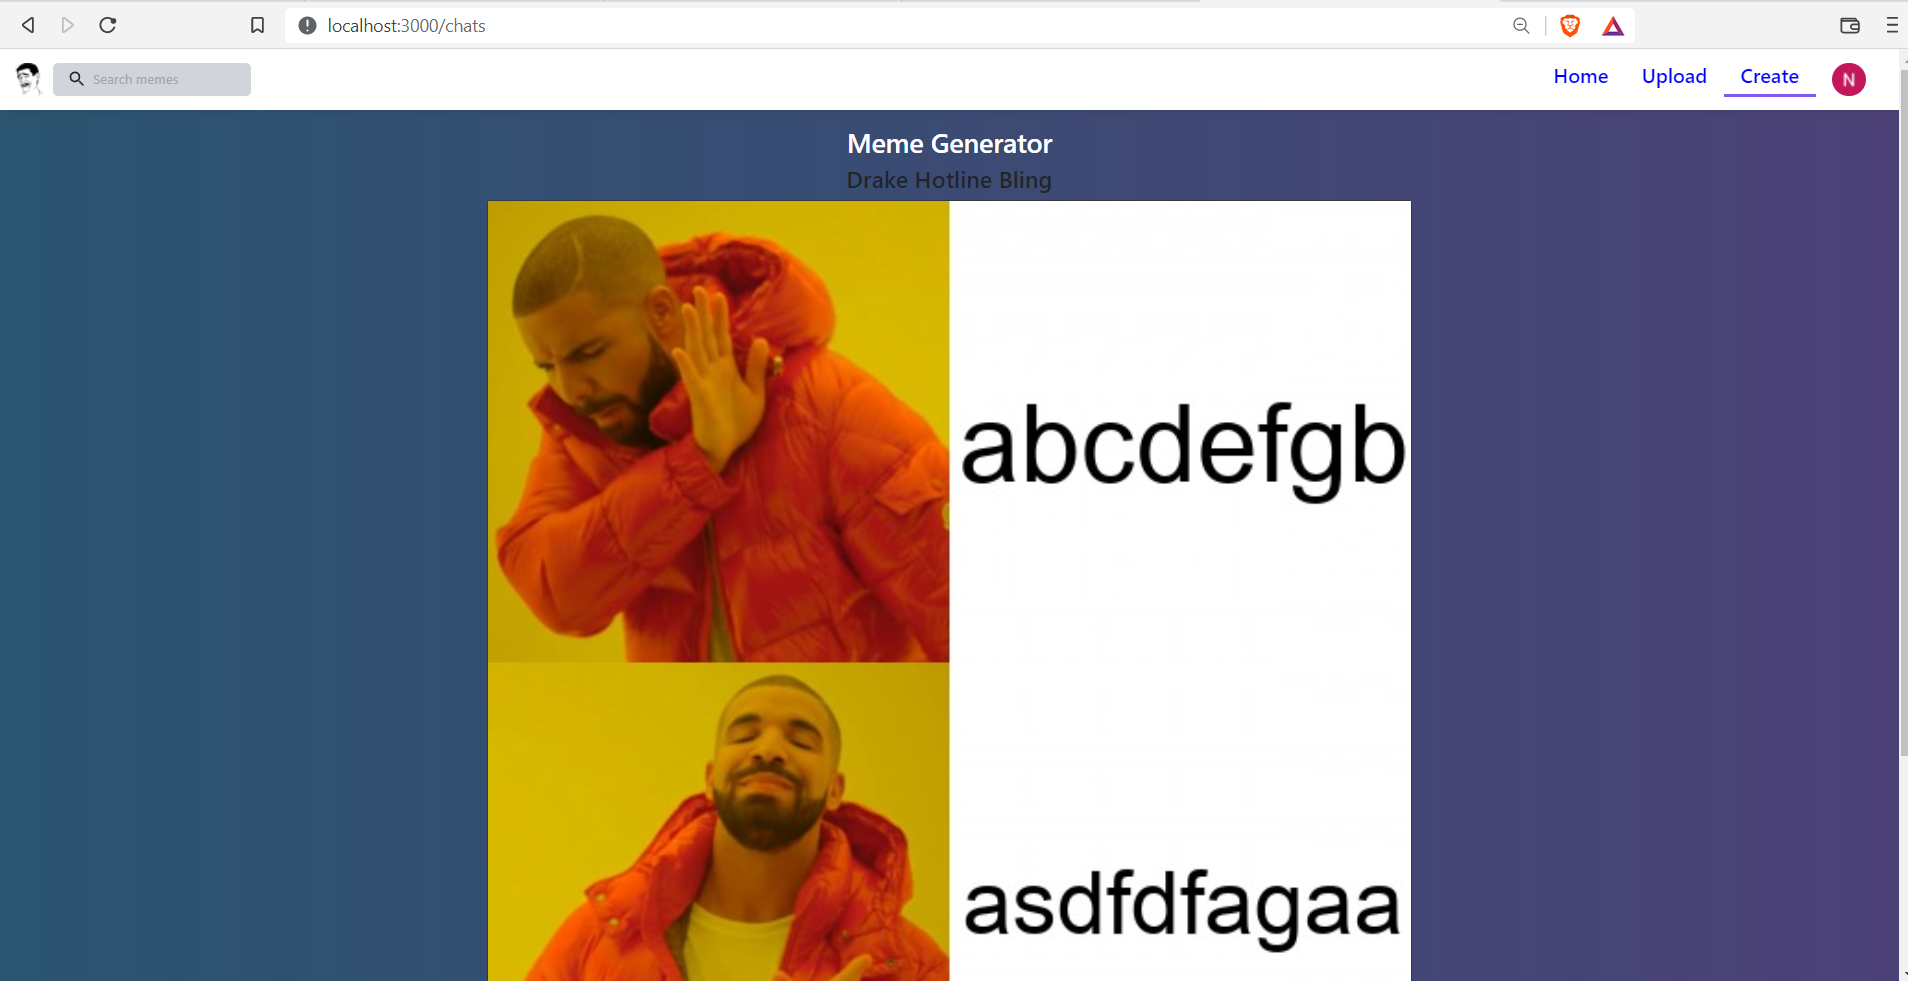 localhost:3000/chats
Search memes
Home
Upload
Create
N
Meme Generator
Drake Hotline Bling
abcdefgb
asdfdfagaa